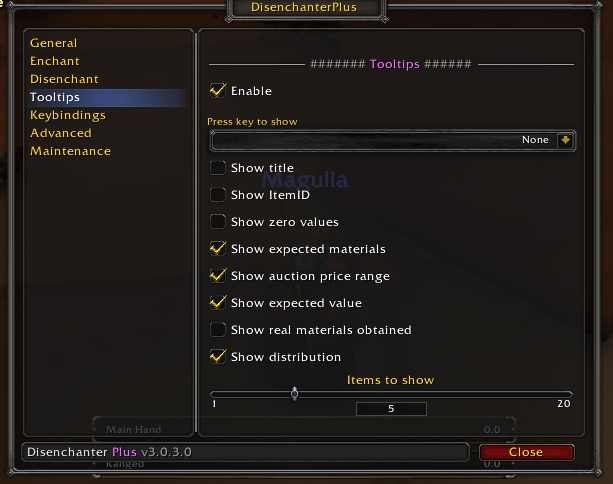 DisenchanterPlus
General
Enchant
Disenchant
Tooltips
Keybindings
Advanced
Maintenance
####### Tooltips ######
Enable
Press key to show
None
Show title
Magulia
Show ItemID
Show zero values
Show expected materials
Show auction price range
Show expected value
Show real materials obtained
Show distribution
Items to show
1
20
5
Main Hand 0.0
Disenchanter Plus v3.0.3.0
Close
Ranged 0.0